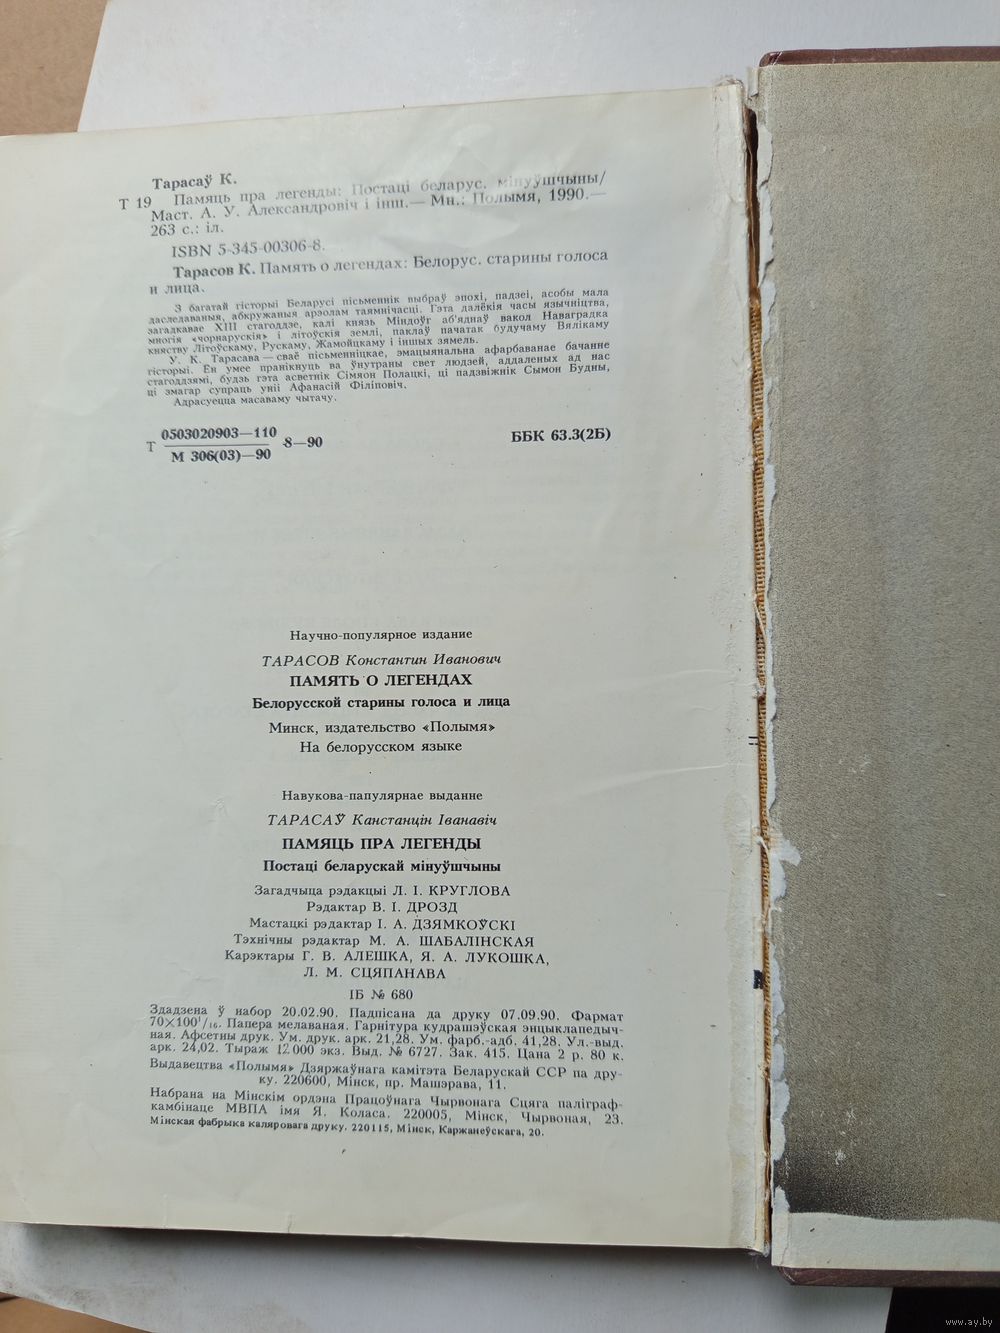 Тарасаў К.
Т 19 Памяць пра легенды: Постаці беларус. мінуўшчыны/
Маст. А. У. Александровіч і інш.— Мн.: Полымя, 1990.—
263 с.: іл.
ISBN 5-345-00306-8.
Тарасов К. Память о легендах: Белорус. старины голоса
и лица.
З багатай гісторыі Беларусі пісьменнік выбраў эпохі, падзеі, асобы мала
даследаваныя, абкружаныя арэолам таямнічасці. Гэта далёкія часы язычніцтва,
загадкавае XIII стагоддзе, калі князь Міндоўг аб'яднаў вакол Наваградка
многія «чорнарускія» і літоўскія землі, паклаў пачатак будучаму Вялікаму
княству Літоўскаму, Рускаму, Жамойцкаму і іншых зямель.
У. К. Тарасава — сваё пісьменніцкае, эмацыянальна афарбаванае бачанне
гісторыі. Ён умее пранікнуць ва ўнутраны свет людзей, аддаленых ад нас
стагоддзямі, будзь гэта асветнік Сімяон Полацкі, ці падзвіжнік Сымон Будны,
ці змагар супраць уніі Афанасій Філіповіч.
Адрасуецца масаваму чытачу.
Т 0503020903—110 8—90
М 306(03)—90
ББК 63.3(2Б)
Научно-популярное издание
ТАРАСОВ Константин Иванович
ПАМЯТЬ О ЛЕГЕНДАХ
Белорусской старины голоса и лица
Минск, издательство «Полымя»
На белорусском языке
Навукова-папулярнае выданне
ТАРАСАЎ Канстанцін Іванавіч
ПАМЯЦЬ ПРА ЛЕГЕНДЫ
Постаці беларускай мінуўшчыны
Загадчыца рэдакцыі Л. І. КРУГЛОВА
Рэдактар В. І. ДРОЗД
Мастацкі рэдактар І. А. ДЗЯМКОЎСКІ
Тэхнічны рэдактар М. А. ШАБАЛІНСКАЯ
Карэктары Г. В. АЛЕШКА, Я. А. ЛУКОШКА,
Л. М. СЦЯПАНАВА
ІБ № 680
Здадзена ў набор 20.02.90. Падпісана да друку 07.09.90. Фармат
70×100¹/₁₆. Папера мелаваная. Гарнітура кудрашэўская энцыклапедыч-
ная. Афсетны друк. Ум. друк. арк. 21,28. Ум. фарб.-адб. 41,28. Ул.-выд.
арк. 24,02. Тыраж 12 000 экз. Выд. № 6727. Зак. 415. Цана 2 р. 80 к.
Выдавецтва «Полымя» Дзяржаўнага камітэта Беларускай ССР па дру-
ку. 220600, Мінск, пр. Машэрава, 11.
Набрана на Мінскім ордэна Працоўнага Чырвонага Сцяга паліграф-
камбінаце МВПА імя Я. Коласа. 220005, Мінск, Чырвоная, 23.
Мінская фабрыка каляровага друку. 220115, Мінск, Каржанеўскага, 20.
www.ay.by